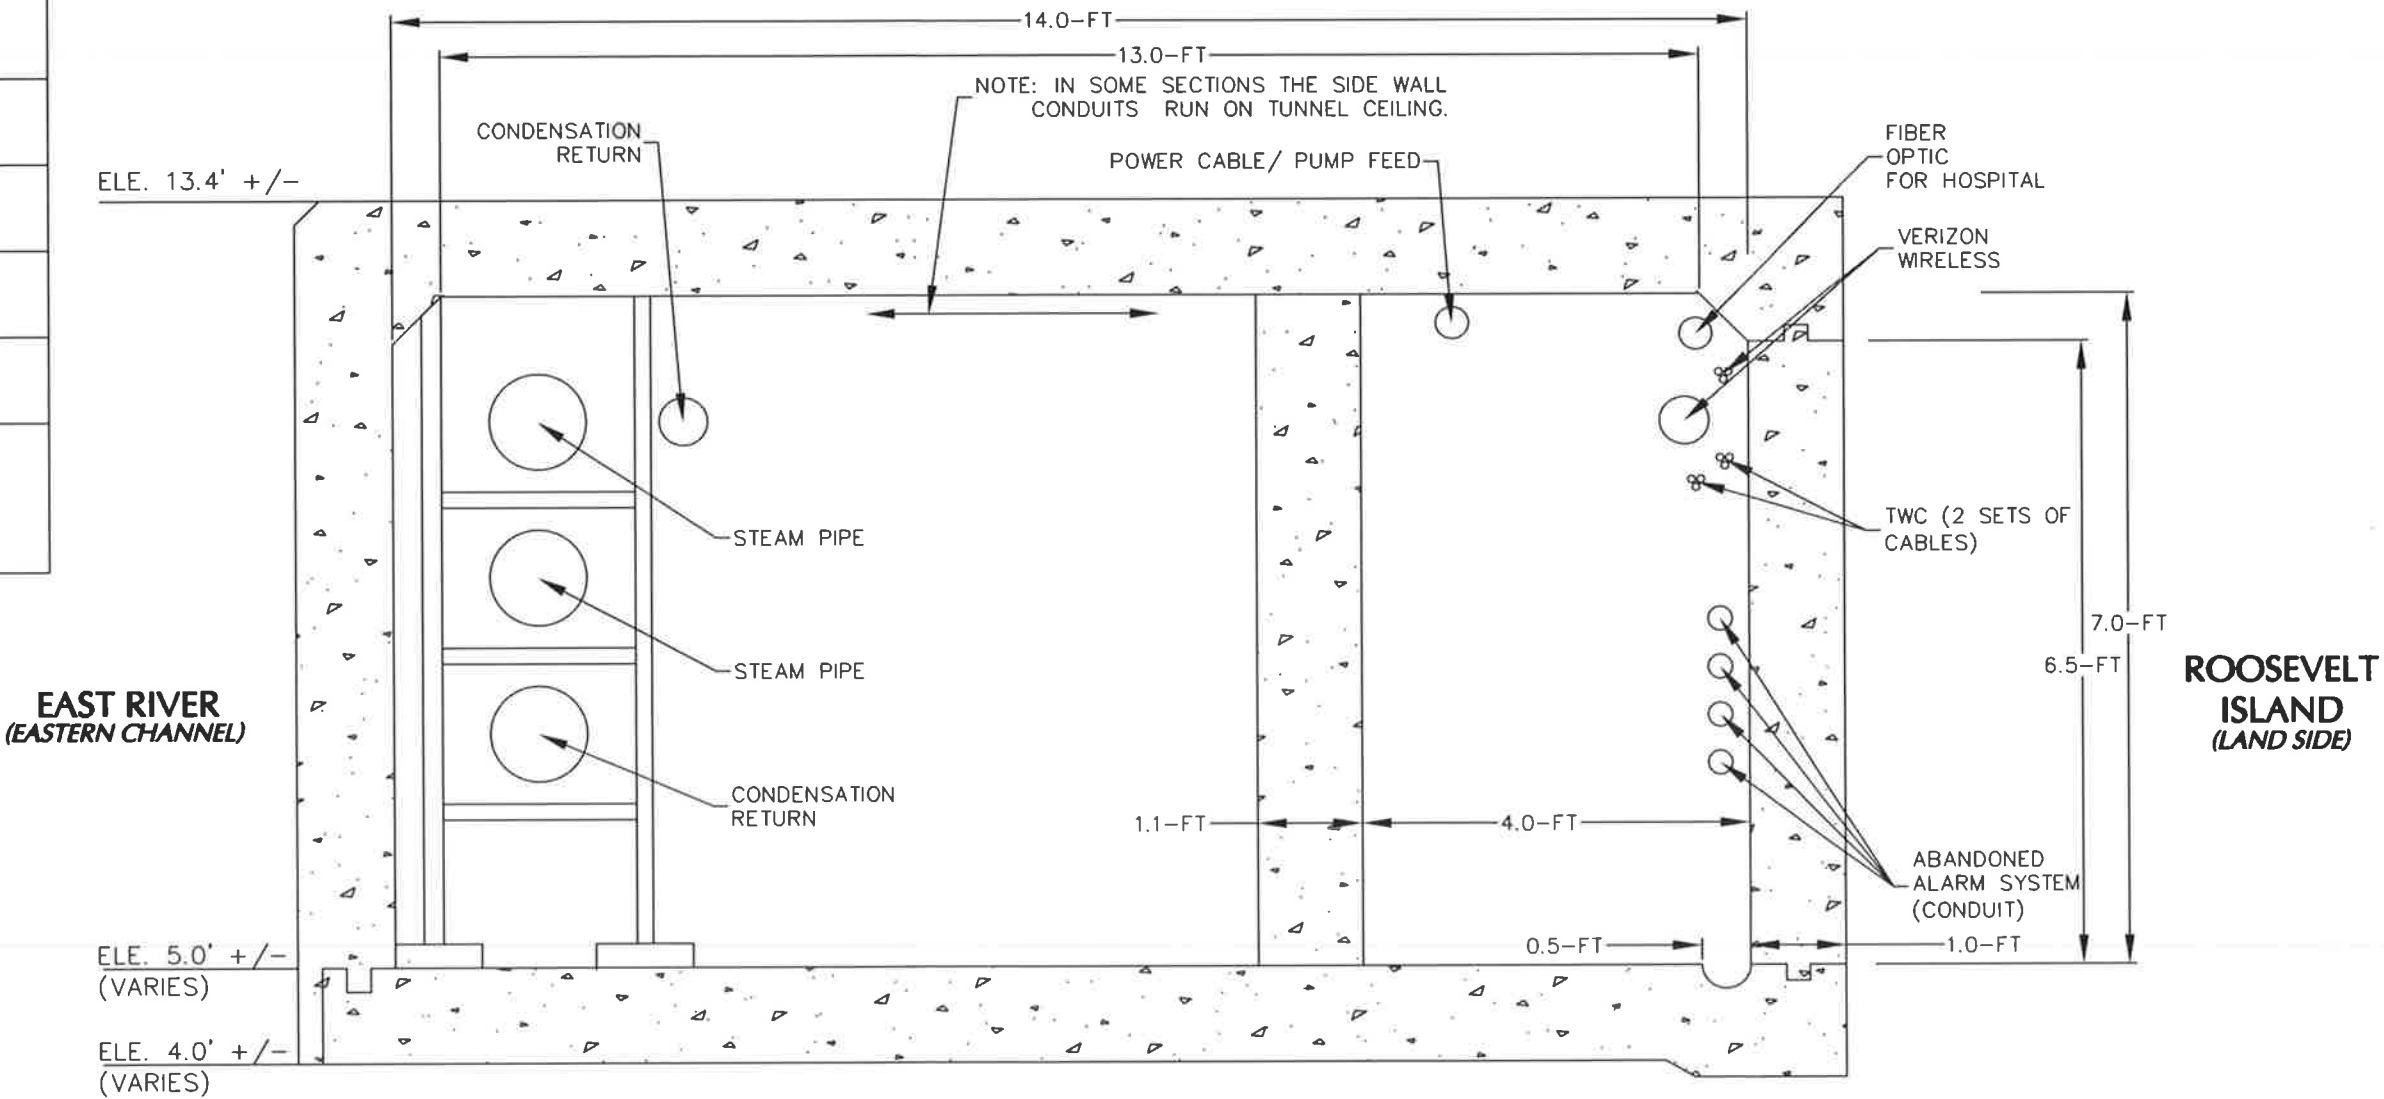 14.0-FT
13.0-FT
NOTE: IN SOME SECTIONS THE SIDE WALL
CONDUITS RUN ON TUNNEL CEILING.
CONDENSATION
RETURN
POWER CABLE/ PUMP FEED
FIBER
OPTIC
FOR HOSPITAL
ELE. 13.4' +/-
VERIZON
WIRELESS
STEAM PIPE
TWC (2 SETS OF
CABLES)
STEAM PIPE
7.0-FT
6.5-FT
EAST RIVER
(EASTERN CHANNEL)
ROOSEVELT
ISLAND
(LAND SIDE)
CONDENSATION
RETURN
1.1-FT
4.0-FT
ABANDONED
ALARM SYSTEM
(CONDUIT)
0.5-FT
1.0-FT
ELE. 5.0' +/-
(VARIES)
ELE. 4.0' +/-
(VARIES)